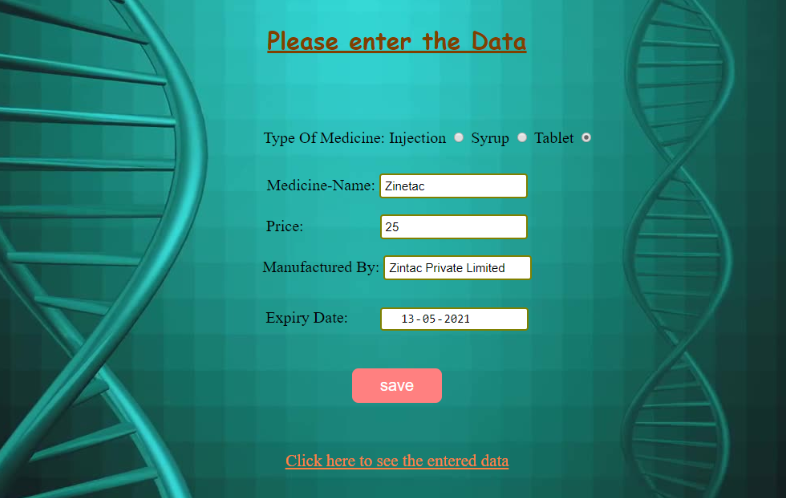 Please enter the Data
Type Of Medicine: Injection Syrup Tablet
Medicine-Name: Zinetac
Price: 25
Manufactured By: Zintac Private Limited
Expiry Date: 13-05-2021
save
Click here to see the entered data